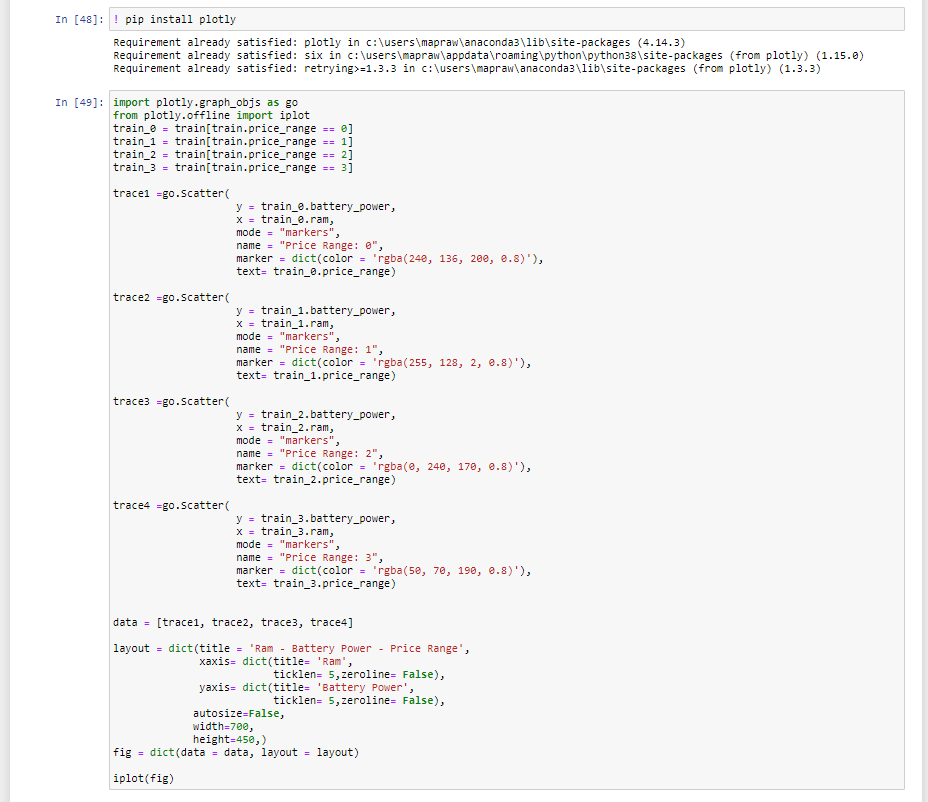 In [48]: ! pip install plotly
Requirement already satisfied: plotly in c:\users\mapraw\anaconda3\lib\site-packages (4.14.3)
Requirement already satisfied: six in c:\users\mapraw\appdata\roaming\python\python38\site-packages (from plotly) (1.15.0)
Requirement already satisfied: retrying>=1.3.3 in c:\users\mapraw\anaconda3\lib\site-packages (from plotly) (1.3.3)
In [49]: import plotly.graph_objs as go
from plotly.offline import iplot
train_0 = train[train.price_range == 0]
train_1 = train[train.price_range == 1]
train_2 = train[train.price_range == 2]
train_3 = train[train.price_range == 3]
trace1 =go.Scatter(
y = train_0.battery_power,
x = train_0.ram,
mode = "markers",
name = "Price Range: 0",
marker = dict(color = 'rgba(240, 136, 200, 0.8)'),
text= train_0.price_range)
trace2 =go.Scatter(
y = train_1.battery_power,
x = train_1.ram,
mode = "markers",
name = "Price Range: 1",
marker = dict(color = 'rgba(255, 128, 2, 0.8)'),
text= train_1.price_range)
trace3 =go.Scatter(
y = train_2.battery_power,
x = train_2.ram,
mode = "markers",
name = "Price Range: 2",
marker = dict(color = 'rgba(0, 240, 170, 0.8)'),
text= train_2.price_range)
trace4 =go.Scatter(
y = train_3.battery_power,
x = train_3.ram,
mode = "markers",
name = "Price Range: 3",
marker = dict(color = 'rgba(50, 70, 190, 0.8)'),
text= train_3.price_range)
data = [trace1, trace2, trace3, trace4]
layout = dict(title = 'Ram - Battery Power - Price Range',
xaxis= dict(title= 'Ram',
ticklen= 5,zeroline= False),
yaxis= dict(title= 'Battery Power',
ticklen= 5,zeroline= False),
autosize=False,
width=700,
height=450,)
fig = dict(data = data, layout = layout)
iplot(fig)